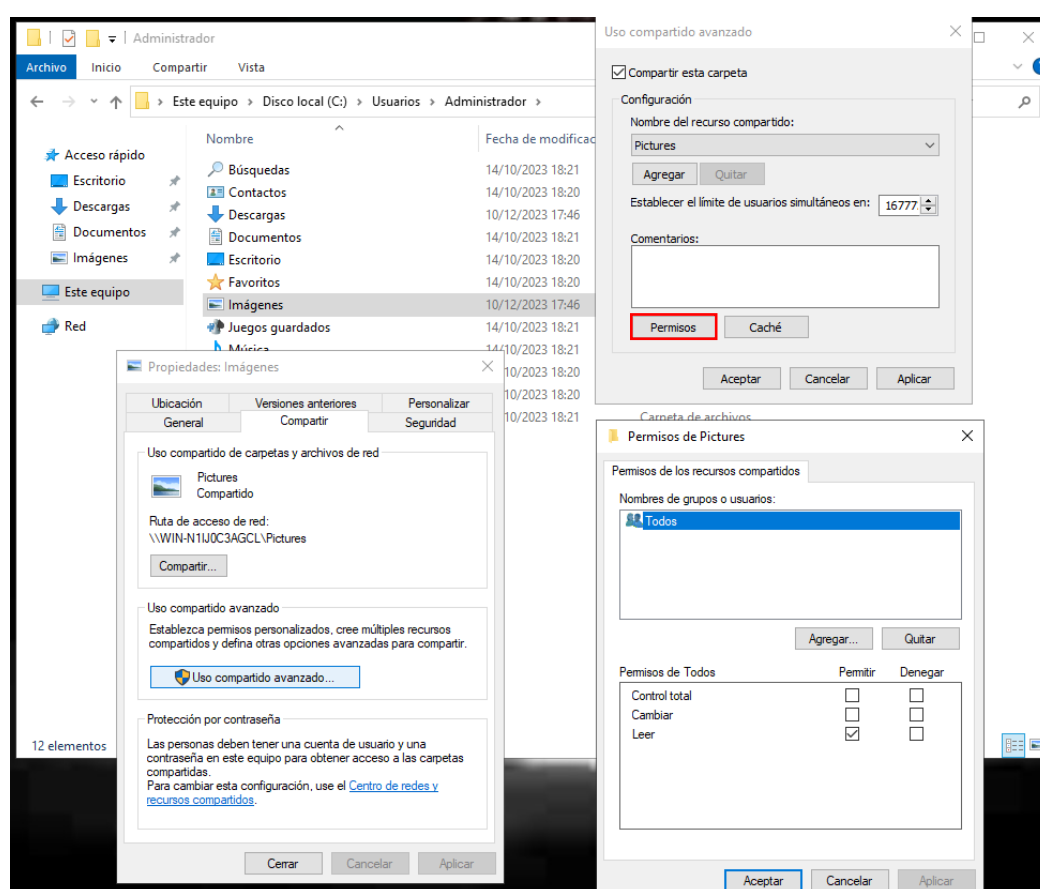 Administrador
Archivo Inicio Compartir Vista
Este equipo Disco local (C:) Usuarios Administrador
Acceso rápido
Escritorio
Descargas
Documentos
Imágenes
Este equipo
Red
Nombre Fecha de modificac
Búsquedas 14/10/2023 18:21
Contactos 14/10/2023 18:20
Descargas 10/12/2023 17:46
Documentos 14/10/2023 18:21
Escritorio 14/10/2023 18:20
Favoritos 14/10/2023 18:20
Imágenes 10/12/2023 17:46
Juegos guardados 14/10/2023 18:21
Música 14/10/2023 18:21
10/2023 18:20
10/2023 18:20
10/2023 18:21 Carpeta de archivos
12 elementos
Propiedades: Imágenes
Ubicación Versiones anteriores Personalizar
General Compartir Seguridad
Uso compartido de carpetas y archivos de red
Pictures
Compartido
Ruta de acceso de red:
\\WIN-N1IJ0C3AGCL\Pictures
Compartir...
Uso compartido avanzado
Establezca permisos personalizados, cree múltiples recursos
compartidos y defina otras opciones avanzadas para compartir.
Uso compartido avanzado...
Protección por contraseña
Las personas deben tener una cuenta de usuario y una
contraseña en este equipo para obtener acceso a las carpetas
compartidas.
Para cambiar esta configuración, use el Centro de redes y
recursos compartidos.
Cerrar Cancelar Aplicar
Uso compartido avanzado
Compartir esta carpeta
Configuración
Nombre del recurso compartido:
Pictures
Agregar Quitar
Establecer el límite de usuarios simultáneos en: 16777
Comentarios:
Permisos Caché
Aceptar Cancelar Aplicar
Permisos de Pictures
Permisos de los recursos compartidos
Nombres de grupos o usuarios:
Todos
Agregar... Quitar
Permisos de Todos Permitir Denegar
Control total
Cambiar
Leer
Aceptar Cancelar Aplicar